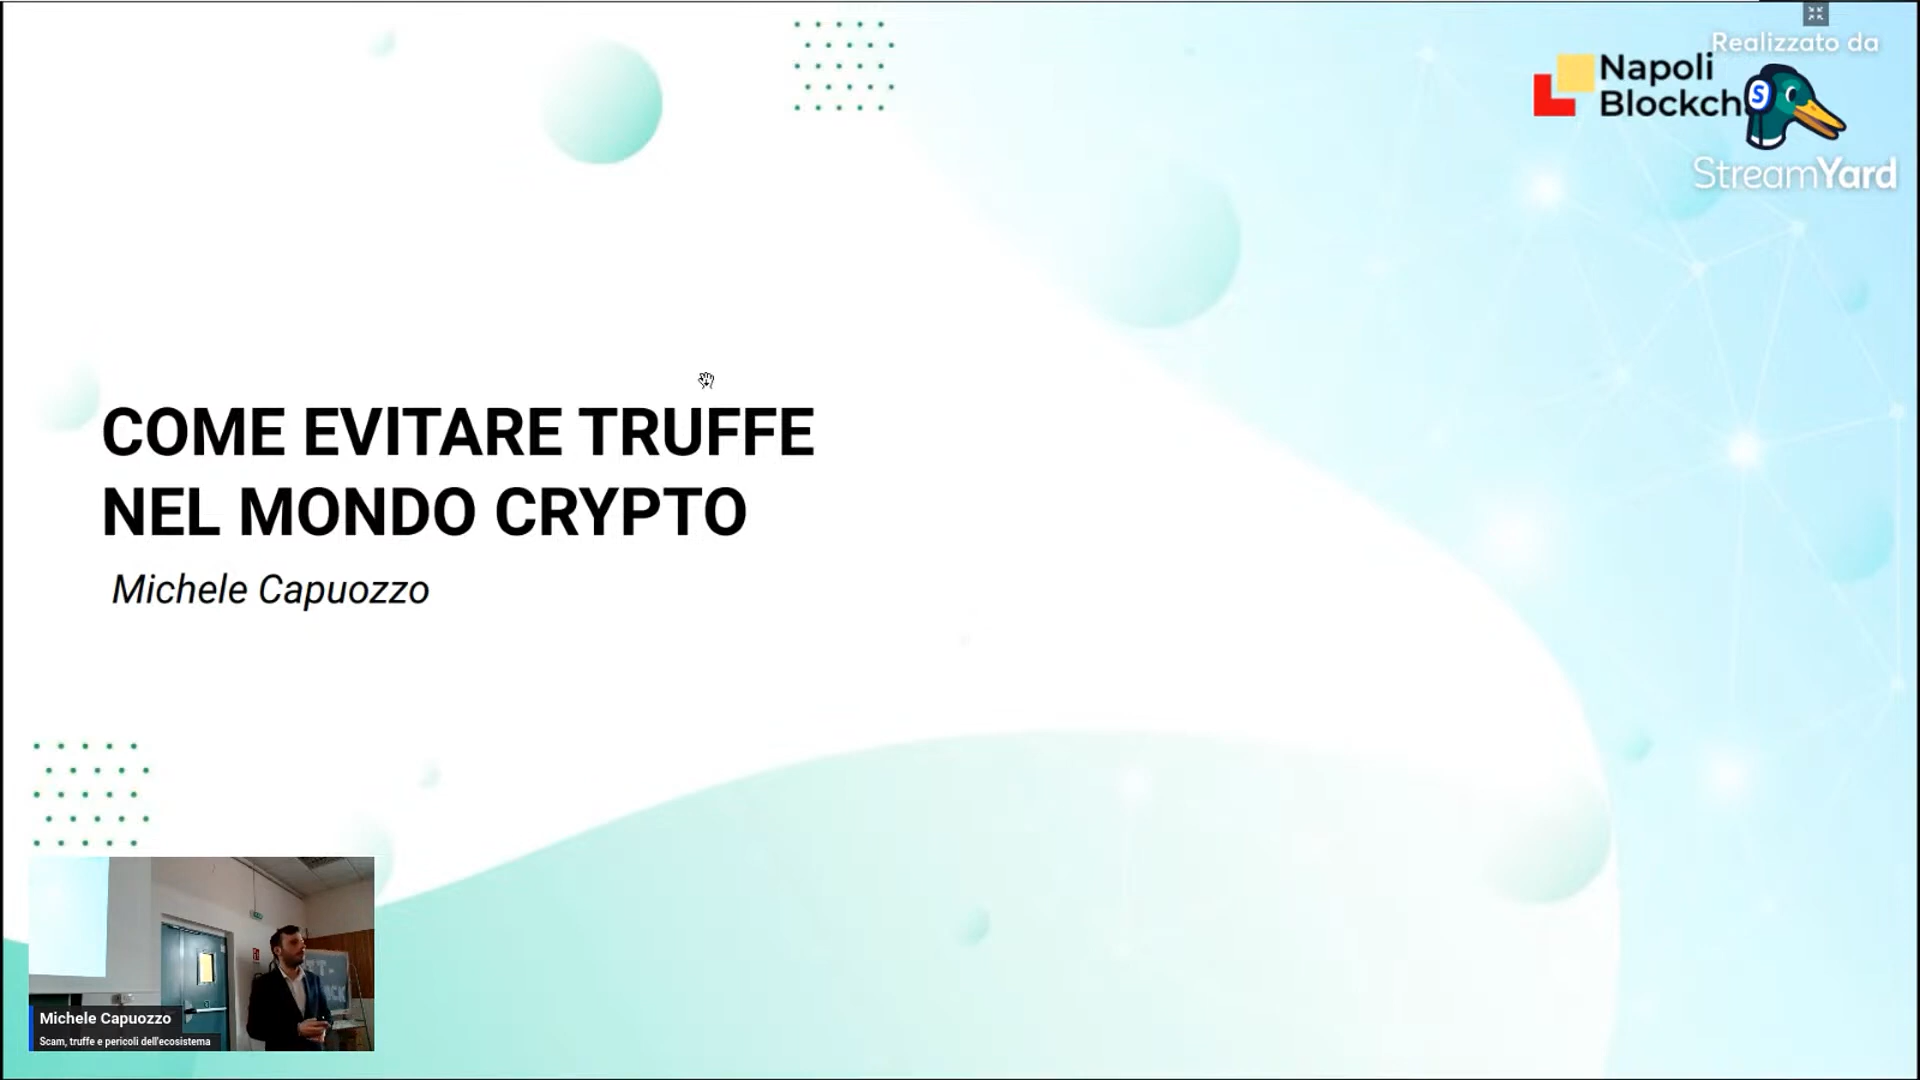 Realizzato da
Napoli
Blockch
S
StreamYard
COME EVITARE TRUFFE
NEL MONDO CRYPTO
Michele Capuozzo
Michele Capuozzo
Scam, truffe e pericoli dell'ecosistema